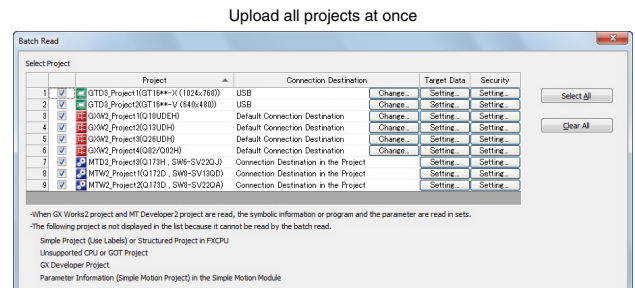 Upload all projects at once
Batch Read
Select Project
Project Connection Destination Target Data Security
1 GTD3_Project1(GT16**-X (1024x768)) USB Change... Setting... Setting...
2 GTD3_Project2(GT16**-V (640x480)) USB Change... Setting... Setting...
3 GXW2_Project1(Q10UDEH) Default Connection Destination Change... Setting... Setting...
4 GXW2_Project2(Q13UDH) Default Connection Destination Change... Setting... Setting...
5 GXW2_Project3(Q26UDH) Default Connection Destination Change... Setting... Setting...
6 GXW2_Project4(Q02/Q02H) Default Connection Destination Change... Setting... Setting...
7 MTD2_Project3(Q173H , SW6-SV22QJ) Connection Destination in the Project Setting... Setting...
8 MTW2_Project1(Q172D , SW8-SV13QD) Connection Destination in the Project Setting... Setting...
9 MTW2_Project2(Q173D , SW8-SV22QA) Connection Destination in the Project Setting... Setting...
Select All
Clear All
-When GX Works2 project and MT Developer2 project are read, the symbolic information or program and the parameter are read in sets.
-The following project is not displayed in the list because it cannot be read by the batch read.
Simple Project (Use Labels) or Structured Project in FXCPU
Unsupported CPU or GOT Project
GX Developer Project
Parameter Information (Simple Motion Project) in the Simple Motion Module